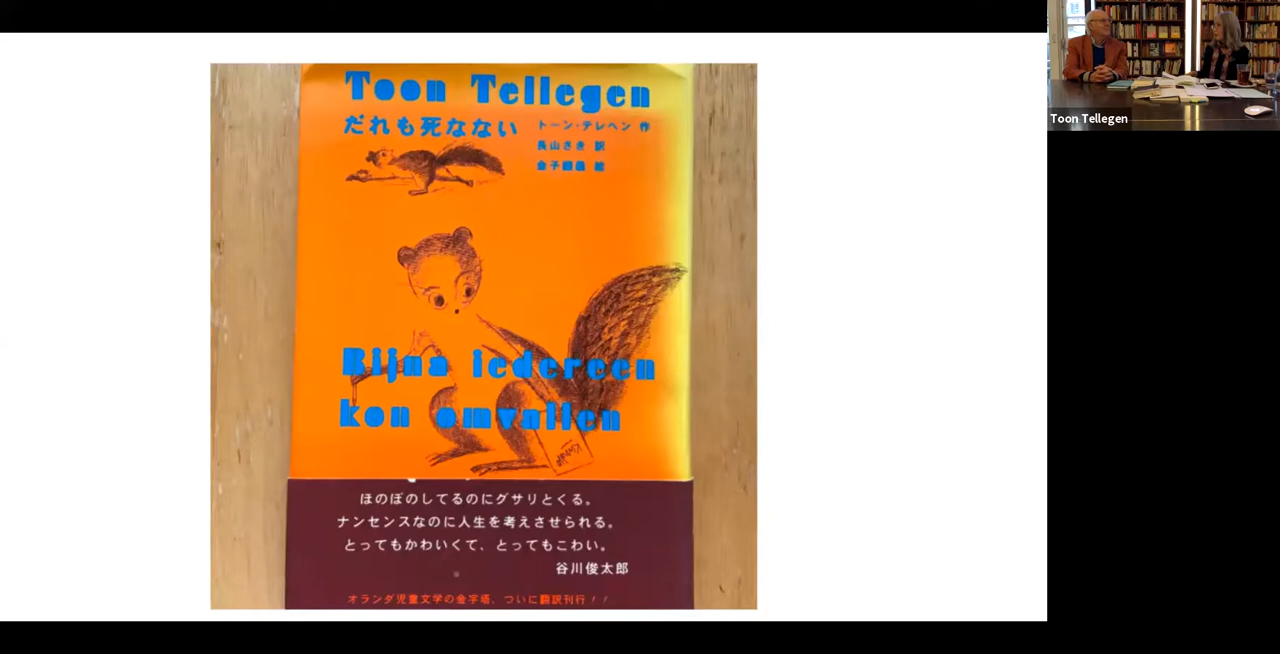 Toon Tellegen
だれも死なない
トーン・テレヘン 作
長山さき 訳
金子國義 絵
Bijna iedereen
kon omvallen
ほのぼのしてるのにグサリとくる。
ナンセンスなのに人生を考えさせられる。
とってもかわいくて、とってもこわい。
谷川俊太郎
オランダ児童文学の金字塔、ついに翻訳刊行！！
Toon Tellegen